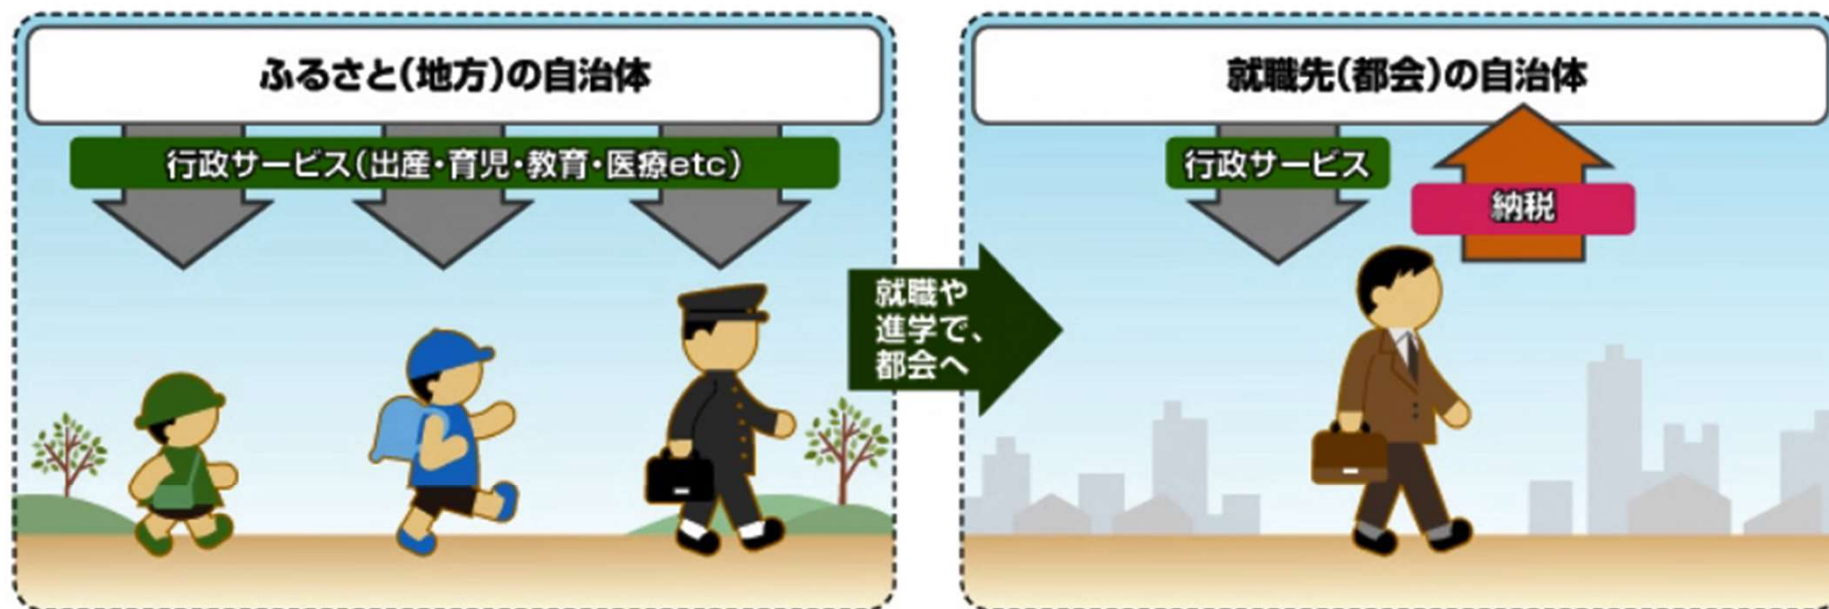 ふるさと(地方)の自治体
行政サービス(出産・育児・教育・医療etc)
就職や
進学で、
都会へ
就職先(都会)の自治体
行政サービス
納税